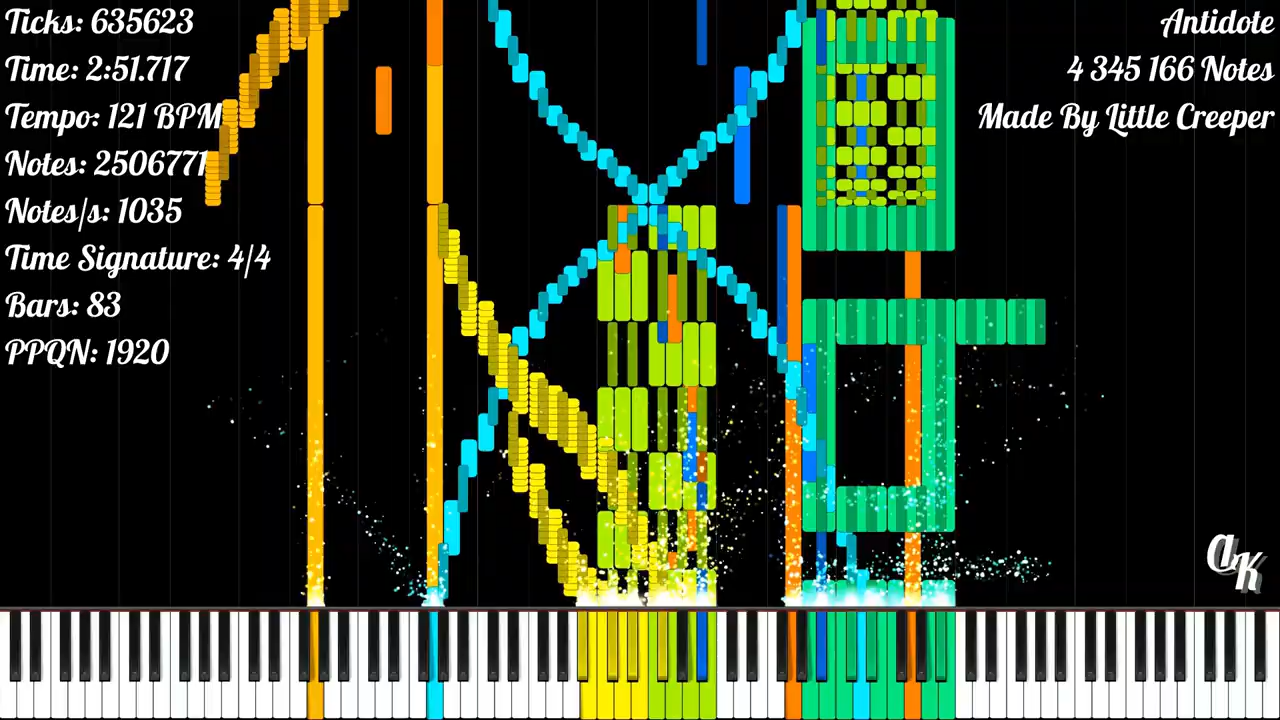 Ticks: 635623
Time: 2:51.717
Tempo: 121 BPM
Notes: 2506771
Notes/s: 1035
Time Signature: 4/4
Bars: 83
PPQN: 1920
Antidote
4 345 166 Notes
Made By Little Creeper
aK